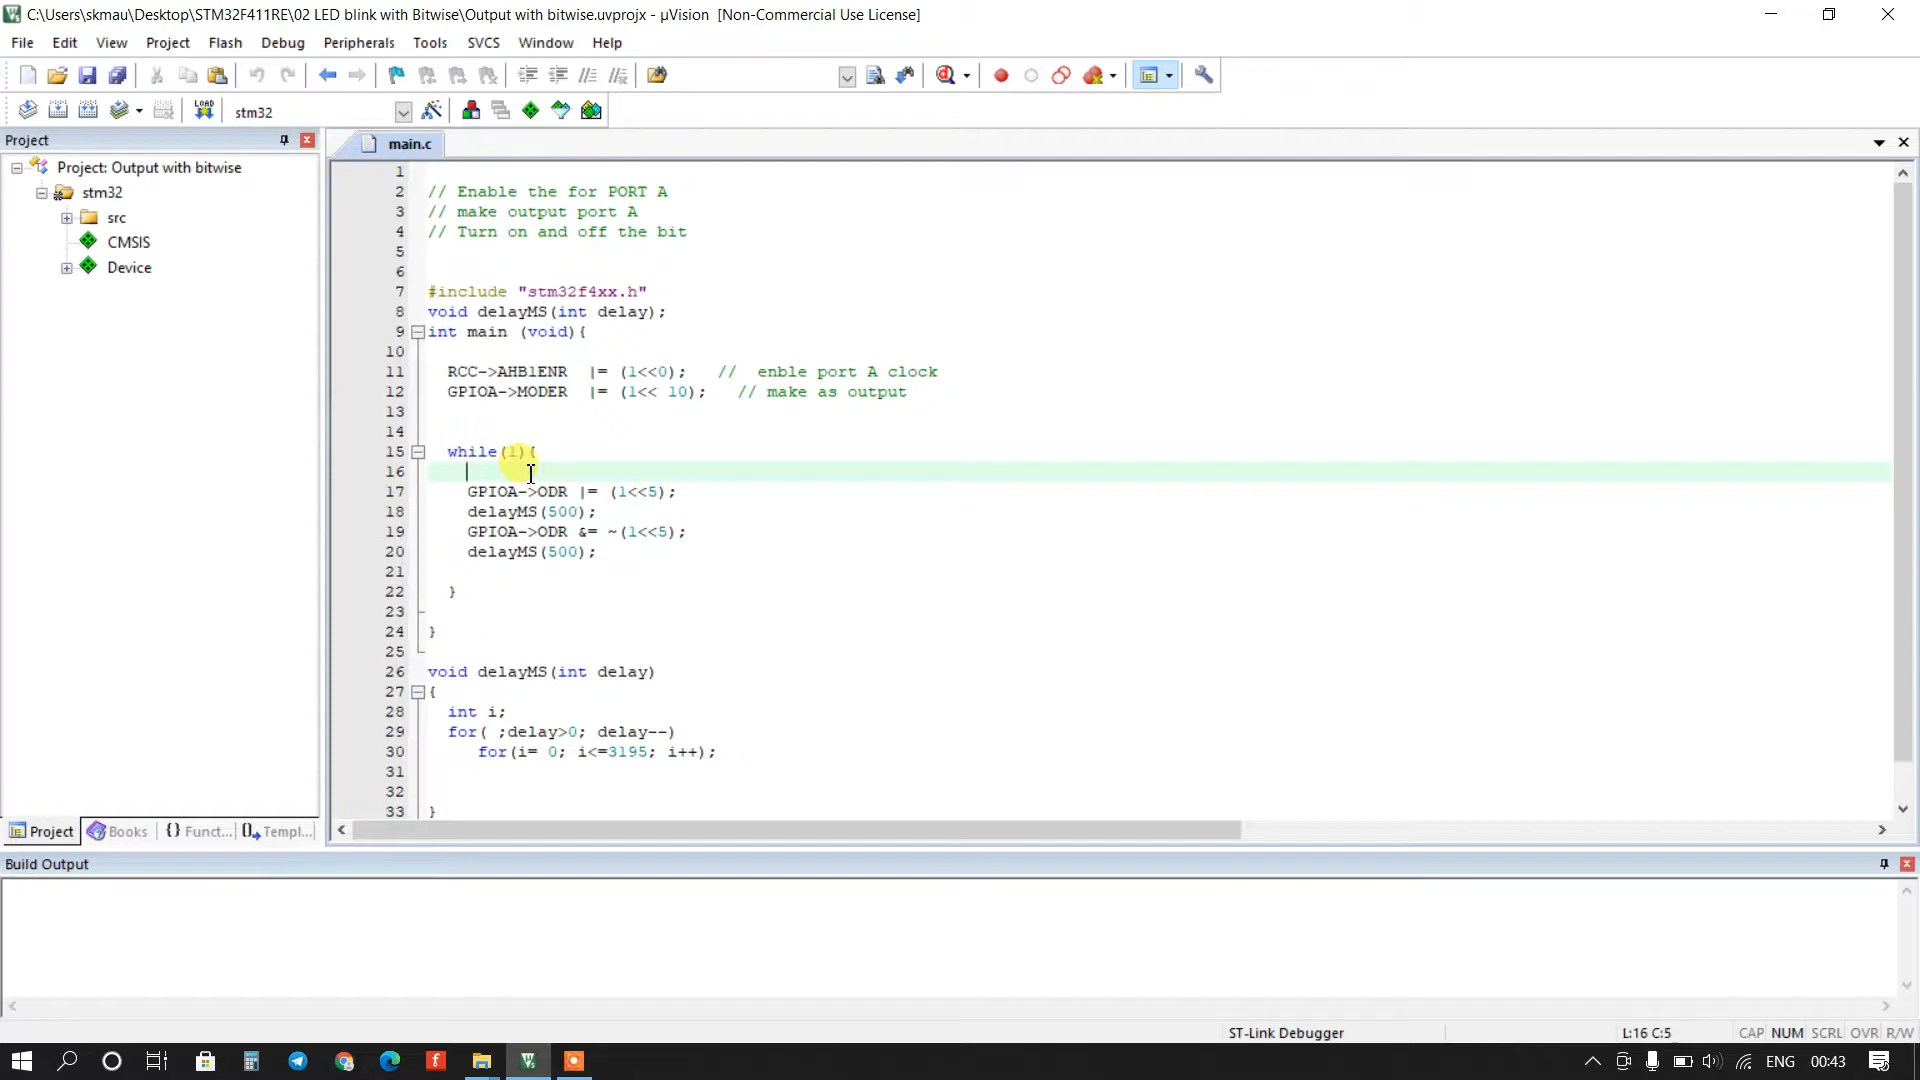 C:\Users\skmau\Desktop\STM32F411RE\02 LED blink with Bitwise\Output with bitwise.uvprojx - µVision [Non-Commercial Use License]
File Edit View Project Flash Debug Peripherals Tools SVCS Window Help
LOAD stm32
Project
main.c
Project: Output with bitwise
stm32
src
CMSIS
Device
1
2 // Enable the for PORT A
3 // make output port A
4 // Turn on and off the bit
5
6
7 #include "stm32f4xx.h"
8 void delayMS(int delay);
9 int main (void){
10
11 RCC->AHB1ENR |= (1<<0); // enble port A clock
12 GPIOA->MODER |= (1<< 10); // make as output
13
14
15 while(1){
16
17 GPIOA->ODR |= (1<<5);
18 delayMS(500);
19 GPIOA->ODR &= ~(1<<5);
20 delayMS(500);
21
22 }
23
24 }
25
26 void delayMS(int delay)
27 {
28 int i;
29 for( ;delay>0; delay--)
30 for(i= 0; i<=3195; i++);
31
32
33 }
Project Books {} Funct... Templ...
Build Output
ST-Link Debugger L:16 C:5 CAP NUM SCRL OVR R/W
ENG 00:43